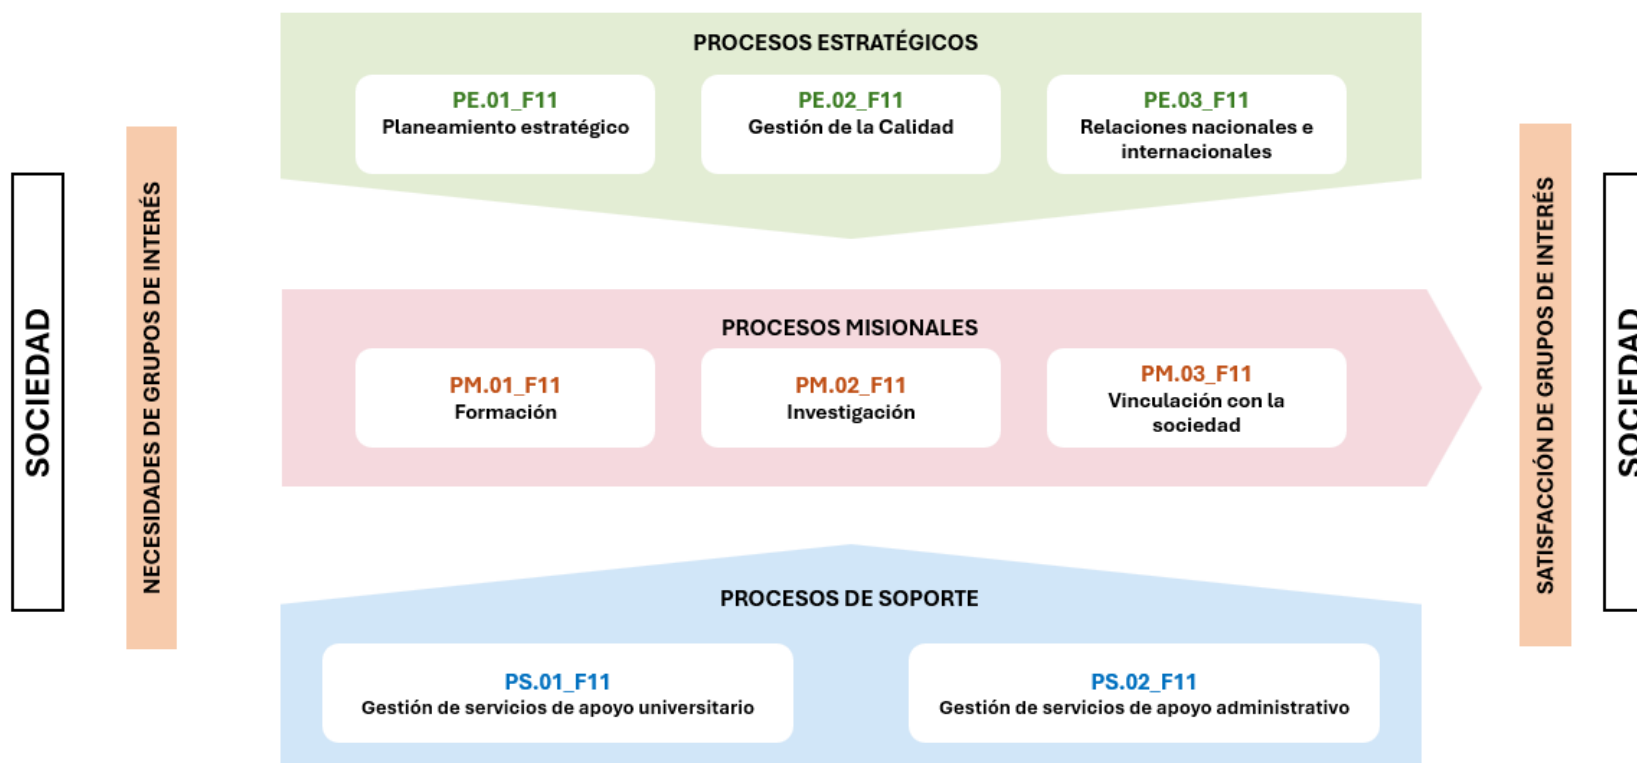 PROCESOS ESTRATÉGICOS
PE.01_F11
Planeamiento estratégico
PE.02_F11
Gestión de la Calidad
PE.03_F11
Relaciones nacionales e
internacionales
SOCIEDAD
NECESIDADES DE GRUPOS DE INTERÉS
PROCESOS MISIONALES
PM.01_F11
Formación
PM.02_F11
Investigación
PM.03_F11
Vinculación con la
sociedad
PROCESOS DE SOPORTE
PS.01_F11
Gestión de servicios de apoyo universitario
PS.02_F11
Gestión de servicios de apoyo administrativo
SATISFACCIÓN DE GRUPOS DE INTERÉS
SOCIEDAD